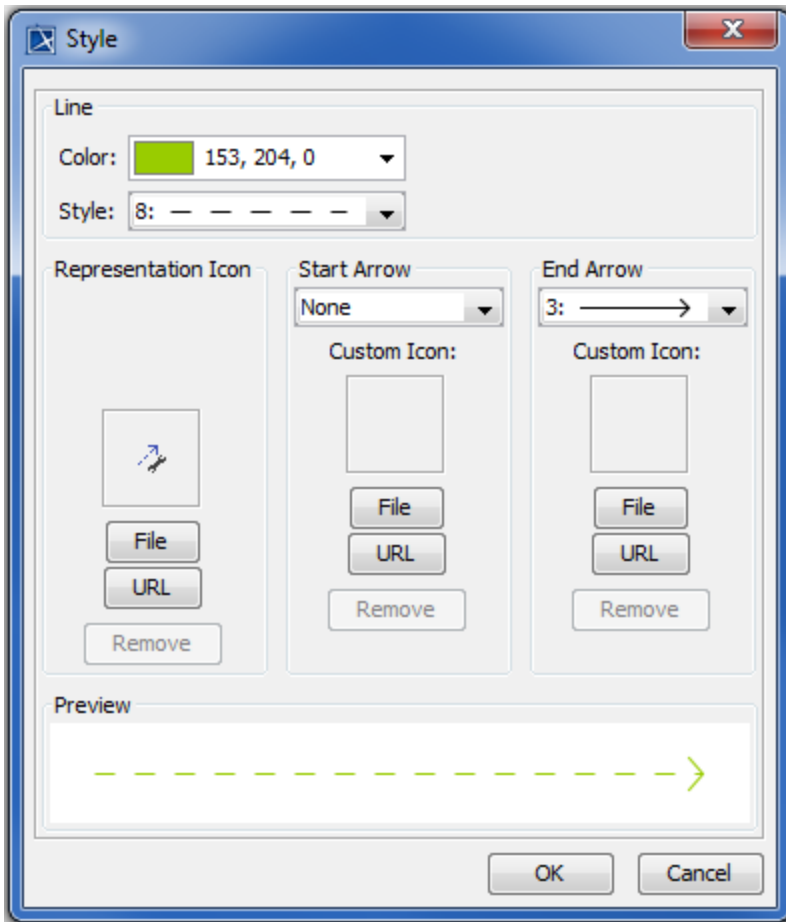 Style
Line
Color: 153, 204, 0
Style: 8:
Representation Icon
File
URL
Remove
Start Arrow
None
Custom Icon:
File
URL
Remove
End Arrow
3:
Custom Icon:
File
URL
Remove
Preview
OK Cancel